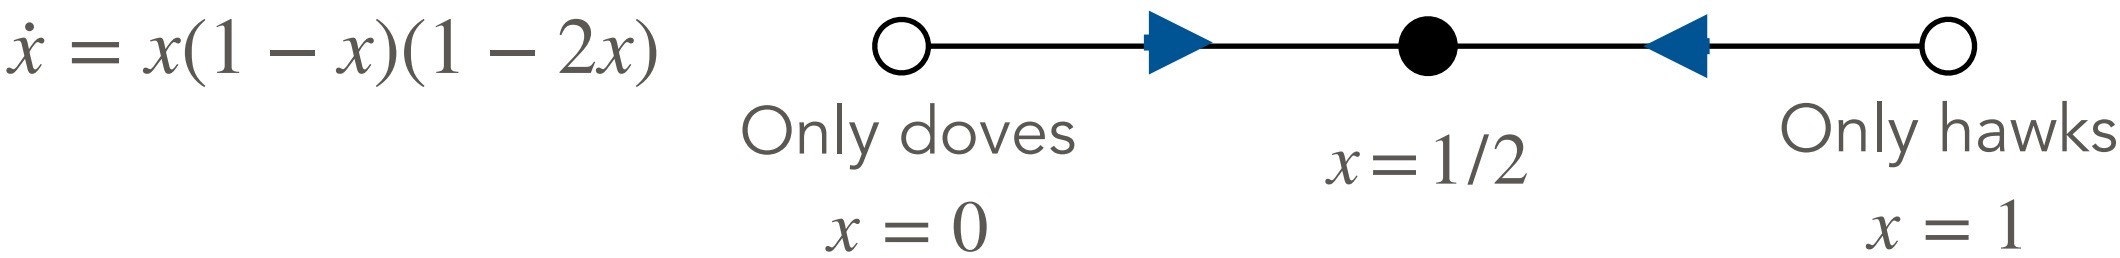 ẋ = x(1 − x)(1 − 2x)
Only doves
x = 0
x = 1/2
Only hawks
x = 1